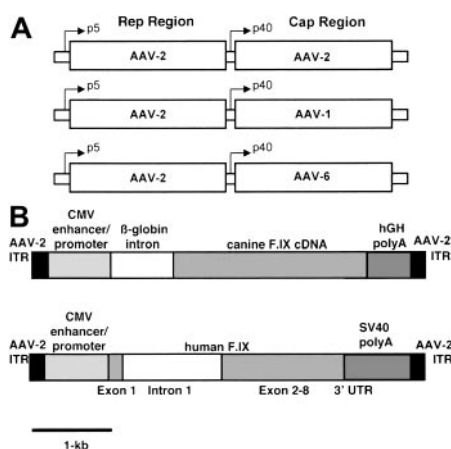 A
Rep Region Cap Region
p5 p40
AAV-2 AAV-2
p5 p40
AAV-2 AAV-1
p5 p40
AAV-2 AAV-6
B
CMV enhancer/ promoter
ß-globin intron
canine F.IX cDNA
hGH polyA
AAV-2 ITR
AAV-2 ITR
CMV enhancer/ promoter
human F.IX
SV40 polyA
AAV-2 ITR
AAV-2 ITR
Exon 1 Intron 1 Exon 2-8 3' UTR
1-kb